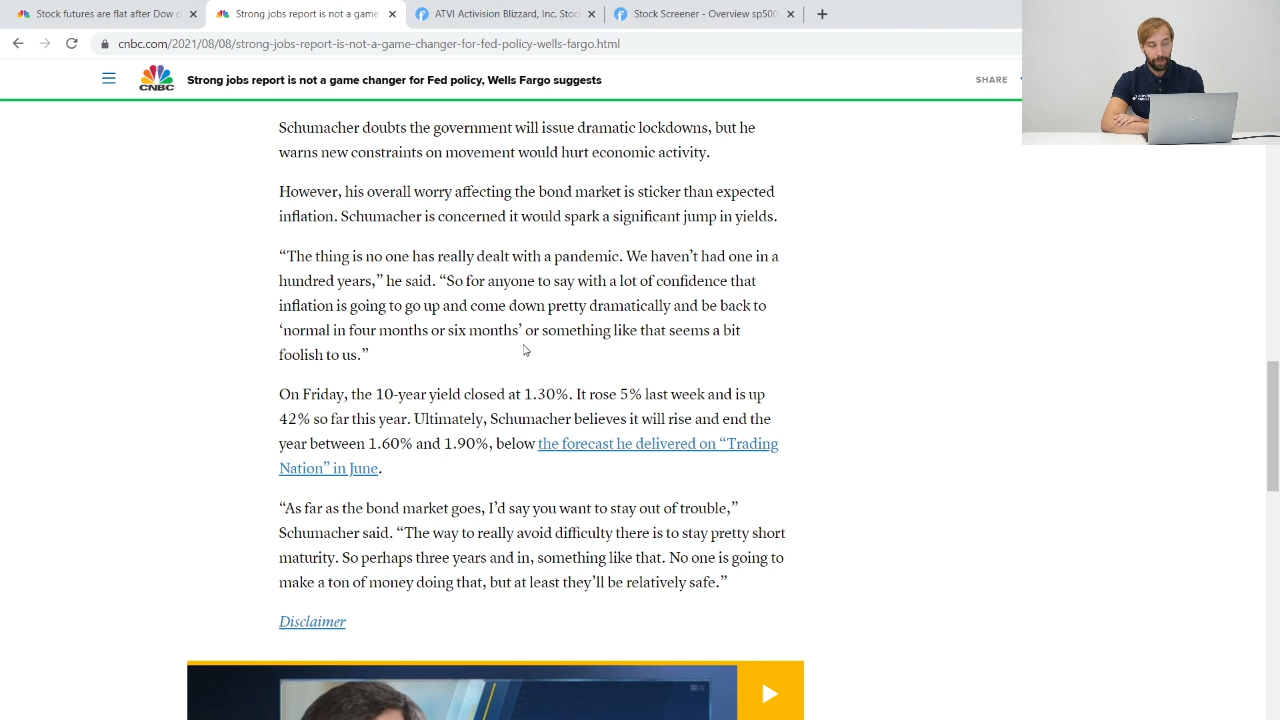 Stock futures are flat after Dow c
Strong jobs report is not a game
ATVI Activision Blizzard, Inc. Stoc
Stock Screener - Overview sp500
cnbc.com/2021/08/08/strong-jobs-report-is-not-a-game-changer-for-fed-policy-wells-fargo.html
CNBC
Strong jobs report is not a game changer for Fed policy, Wells Fargo suggests
SHARE
Schumacher doubts the government will issue dramatic lockdowns, but he
warns new constraints on movement would hurt economic activity.
However, his overall worry affecting the bond market is sticker than expected
inflation. Schumacher is concerned it would spark a significant jump in yields.
“The thing is no one has really dealt with a pandemic. We haven’t had one in a
hundred years,” he said. “So for anyone to say with a lot of confidence that
inflation is going to go up and come down pretty dramatically and be back to
‘normal in four months or six months’ or something like that seems a bit
foolish to us.”
On Friday, the 10-year yield closed at 1.30%. It rose 5% last week and is up
42% so far this year. Ultimately, Schumacher believes it will rise and end the
year between 1.60% and 1.90%, below the forecast he delivered on “Trading
Nation” in June.
“As far as the bond market goes, I’d say you want to stay out of trouble,”
Schumacher said. “The way to really avoid difficulty there is to stay pretty short
maturity. So perhaps three years and in, something like that. No one is going to
make a ton of money doing that, but at least they’ll be relatively safe.”
Disclaimer